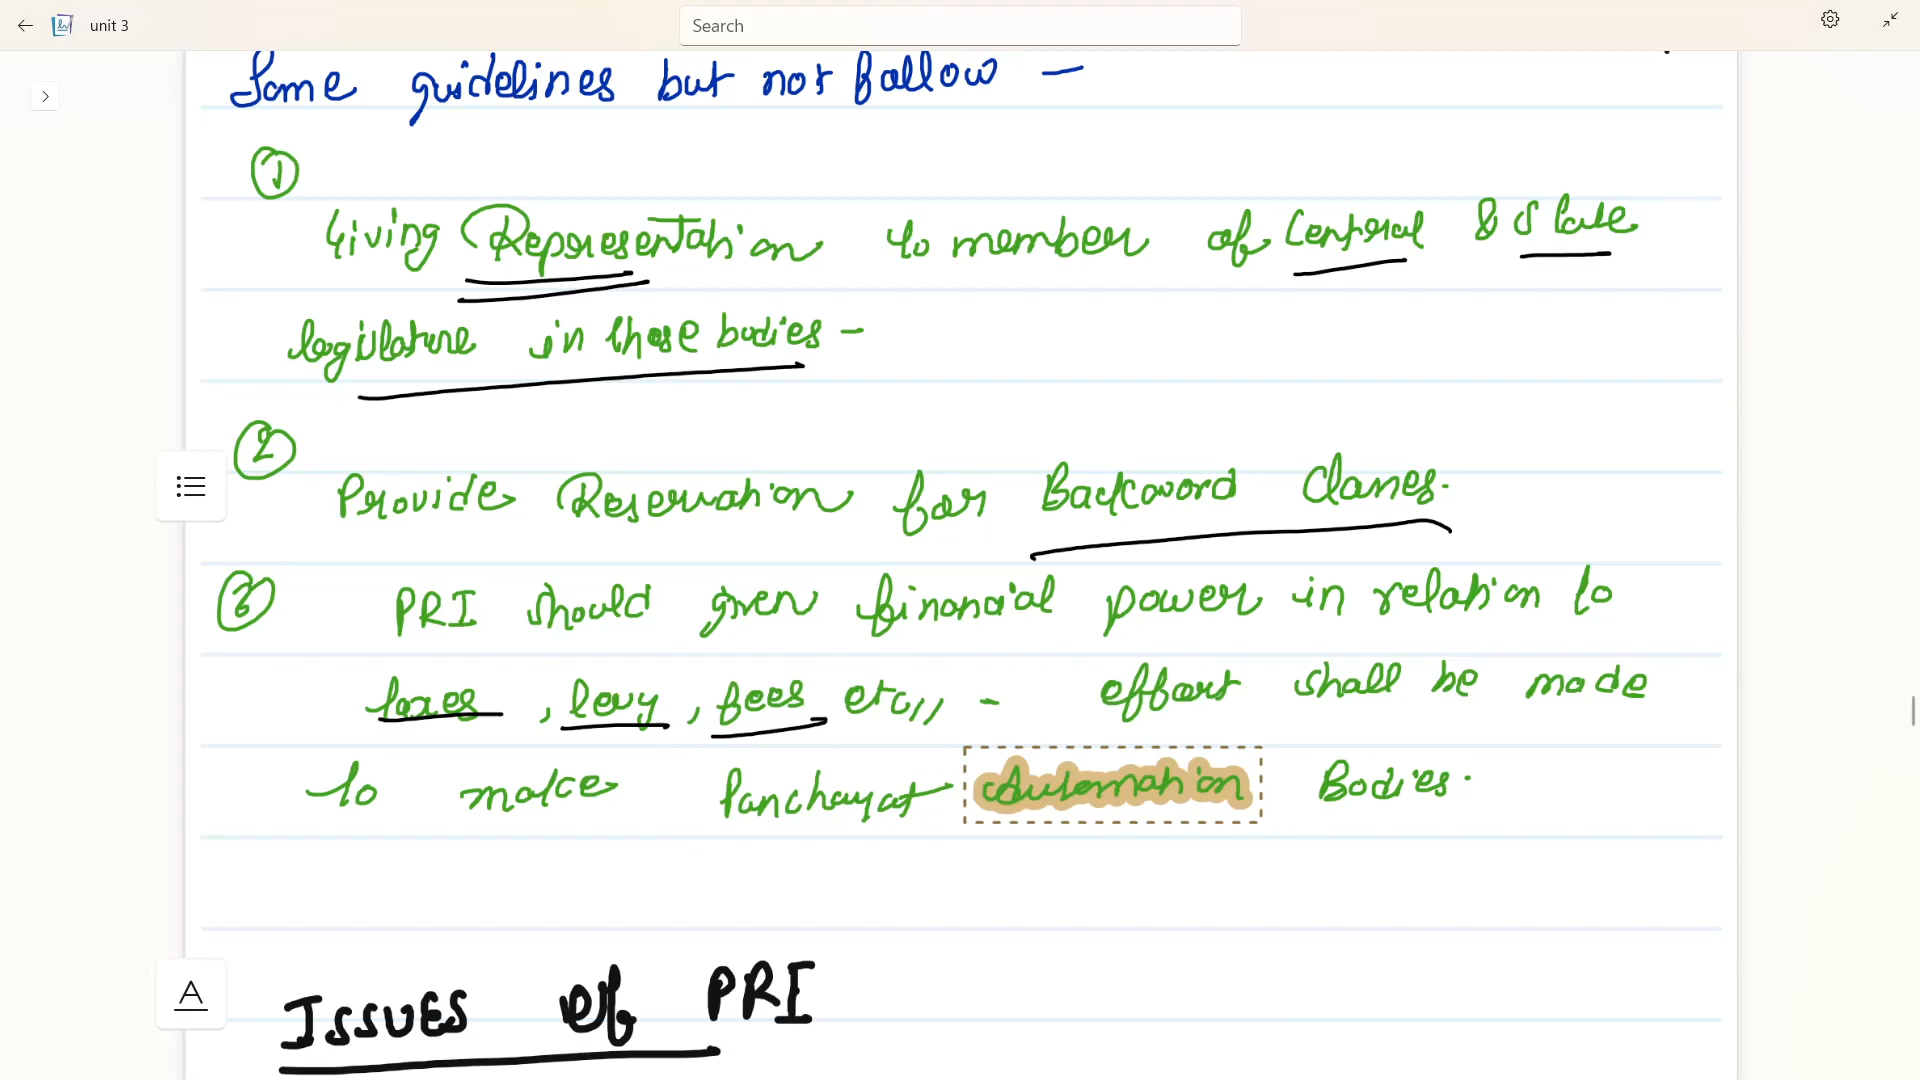 unit 3
Search
Some guidelines but not follow —
①
Giving Representation to member of Central & State
legislature in these bodies —
②
Provide Reservation for Backward Classes.
③ PRI should given financial power in relation to
taxes, levy, fees etc,, - effort shall be made
to make Panchayat Automation Bodies.
A
Issues of PRI